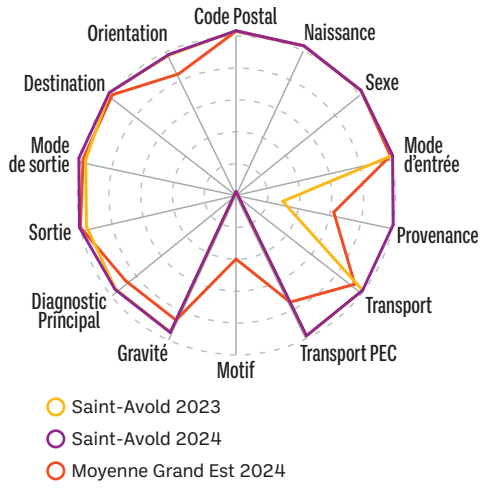 Code Postal
Naissance
Sexe
Mode
d'entrée
Provenance
Transport
Transport PEC
Motif
Gravité
Diagnostic
Principal
Sortie
Mode
de sortie
Destination
Orientation
Saint-Avold 2023
Saint-Avold 2024
Moyenne Grand Est 2024